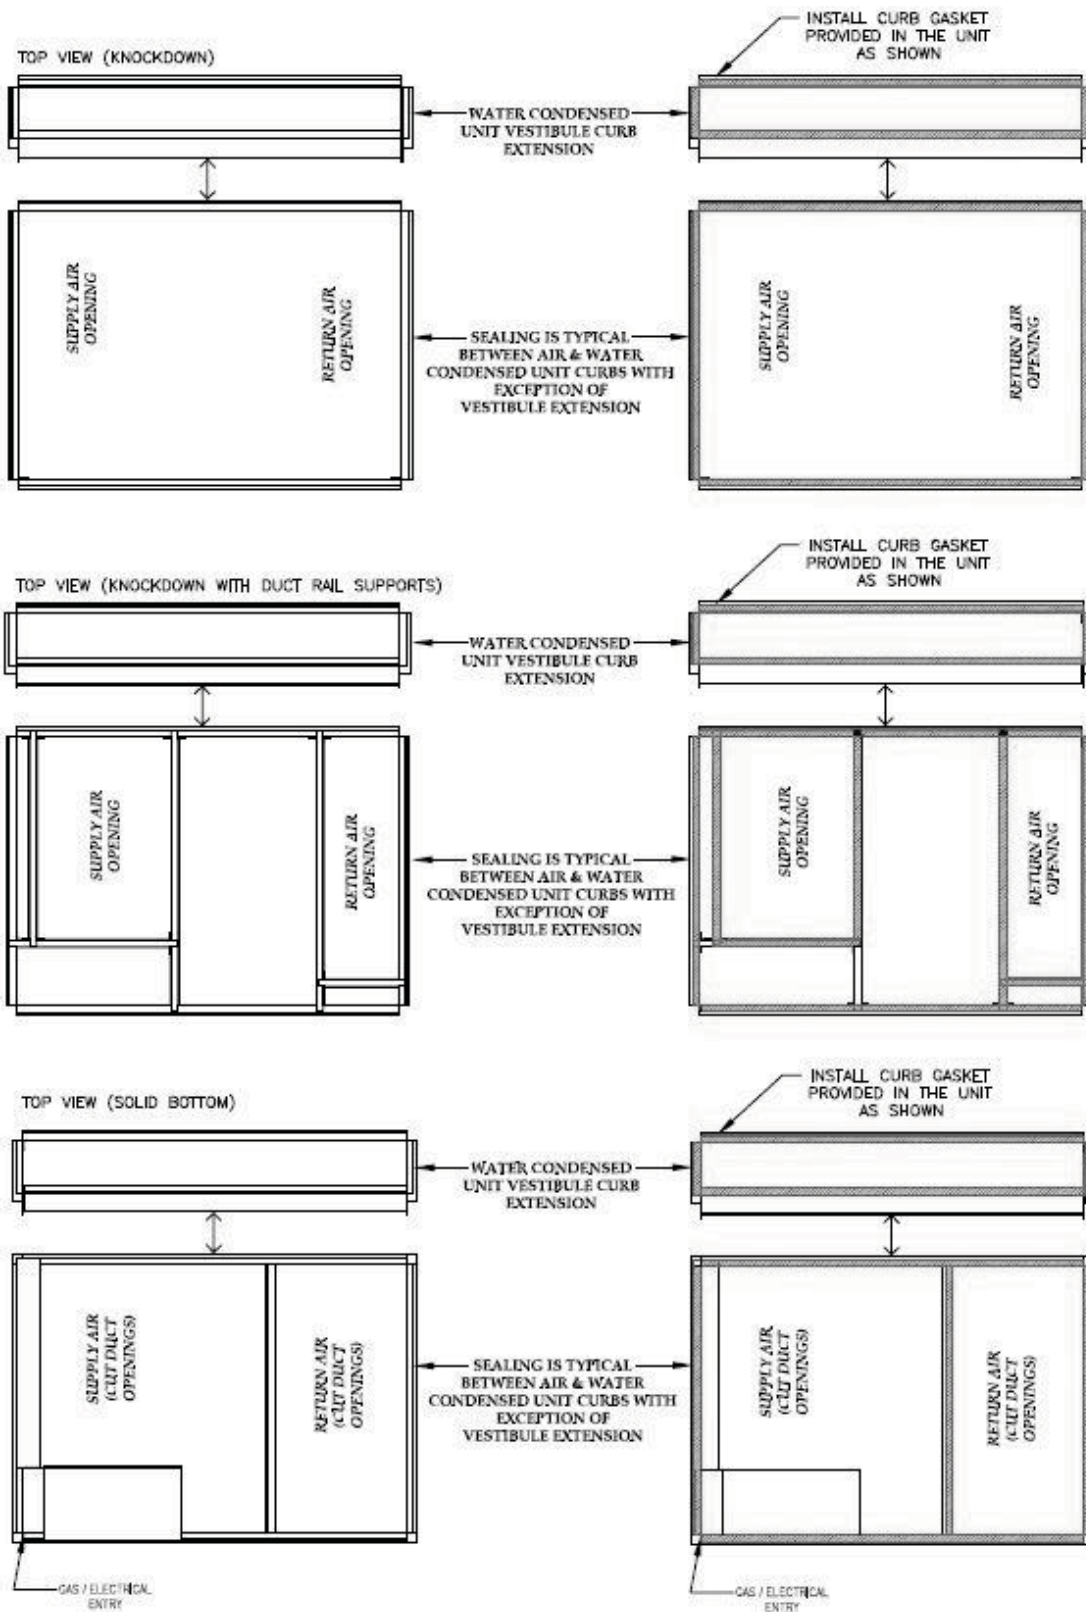 INSTALL CURB GASKET
PROVIDED IN THE UNIT
AS SHOWN
TOP VIEW (KNOCKDOWN)
WATER CONDENSED
UNIT VESTIBULE CURB
EXTENSION
SUPPLY AIR
OPENING
RETURN AIR
OPENING
SEALING IS TYPICAL
BETWEEN AIR & WATER
CONDENSED UNIT CURBS WITH
EXCEPTION OF
VESTIBULE EXTENSION
SUPPLY AIR
OPENING
RETURN AIR
OPENING
INSTALL CURB GASKET
PROVIDED IN THE UNIT
AS SHOWN
TOP VIEW (KNOCKDOWN WITH DUCT RAIL SUPPORTS)
WATER CONDENSED
UNIT VESTIBULE CURB
EXTENSION
SUPPLY AIR
OPENING
RETURN AIR
OPENING
SEALING IS TYPICAL
BETWEEN AIR & WATER
CONDENSED UNIT CURBS WITH
EXCEPTION OF
VESTIBULE EXTENSION
SUPPLY AIR
OPENING
RETURN AIR
OPENING
INSTALL CURB GASKET
PROVIDED IN THE UNIT
AS SHOWN
TOP VIEW (SOLID BOTTOM)
WATER CONDENSED
UNIT VESTIBULE CURB
EXTENSION
SUPPLY AIR
(CUT DUCT
OPENINGS)
RETURN AIR
(CUT DUCT
OPENINGS)
SEALING IS TYPICAL
BETWEEN AIR & WATER
CONDENSED UNIT CURBS WITH
EXCEPTION OF
VESTIBULE EXTENSION
SUPPLY AIR
(CUT DUCT
OPENINGS)
RETURN AIR
(CUT DUCT
OPENINGS)
GAS / ELECTRICAL
ENTRY
GAS / ELECTRICAL
ENTRY